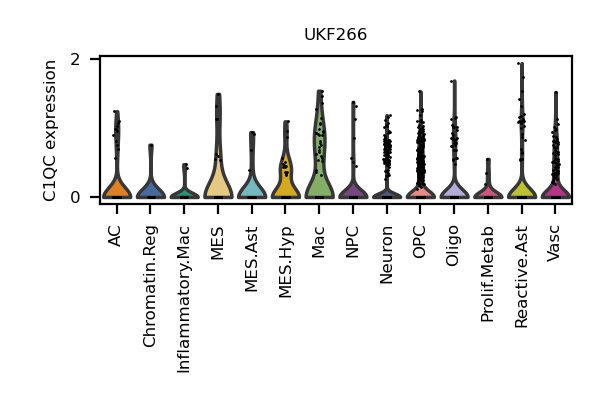 UKF266
C1QC expression
2
0
AC
Chromatin.Reg
Inflammatory.Mac
MES
MES.Ast
MES.Hyp
Mac
NPC
Neuron
OPC
Oligo
Prolif.Metab
Reactive.Ast
Vasc